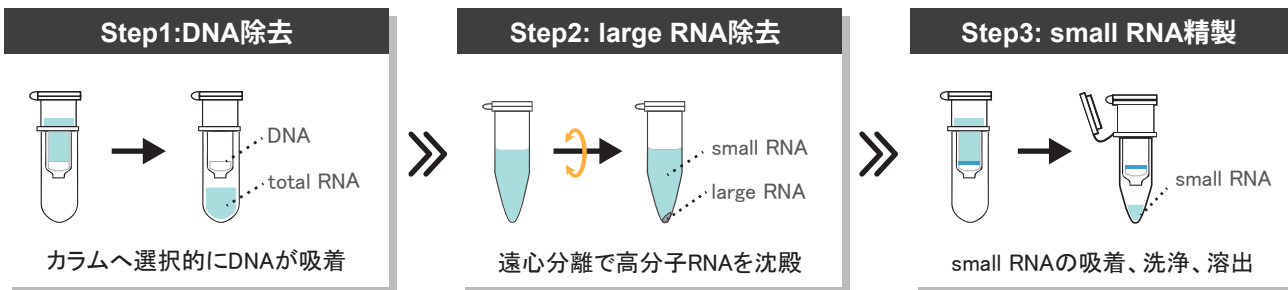 Step1:DNA除去
DNA
total RNA
カラムへ選択的にDNAが吸着
Step2: large RNA除去
small RNA
large RNA
遠心分離で高分子RNAを沈殿
Step3: small RNA精製
small RNA
small RNAの吸着、洗浄、溶出